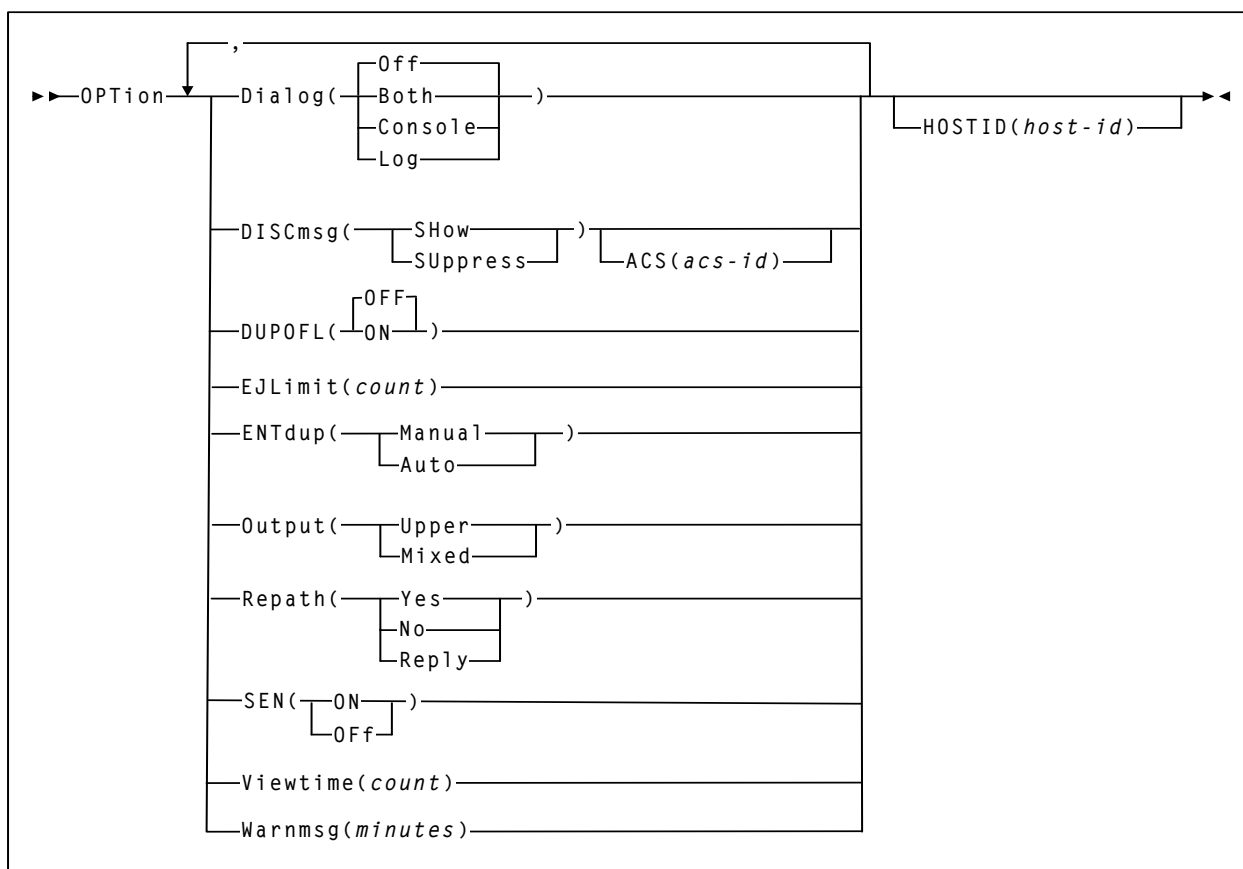 ,
Off
OPTion Dialog( Both ) HOSTID(host-id)
Console
Log
DISCmsg( SHow ) ACS(acs-id)
SUppress
OFF
DUPOFL( ON )
EJLimit(count)
ENTdup( Manual )
Auto
Output( Upper )
Mixed
Repath( Yes )
No
Reply
SEN( ON )
OFf
Viewtime(count)
Warnmsg(minutes)